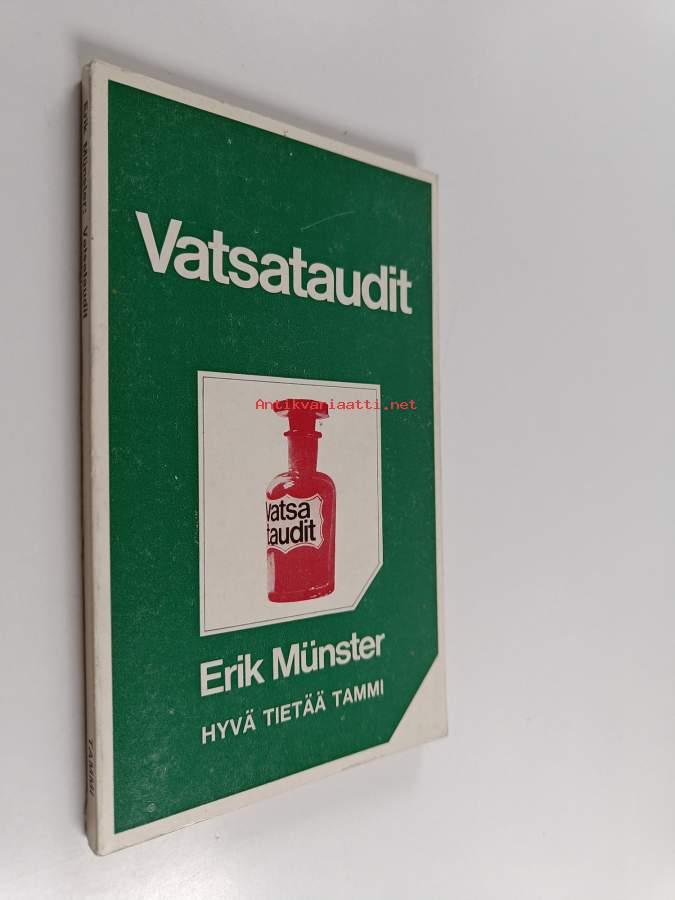 Erik Münster: Vatsataudit
TAMMI
Vatsataudit
Antikvariaatti.net
vatsa
taudit
Erik Münster
HYVÄ TIETÄÄ TAMMI